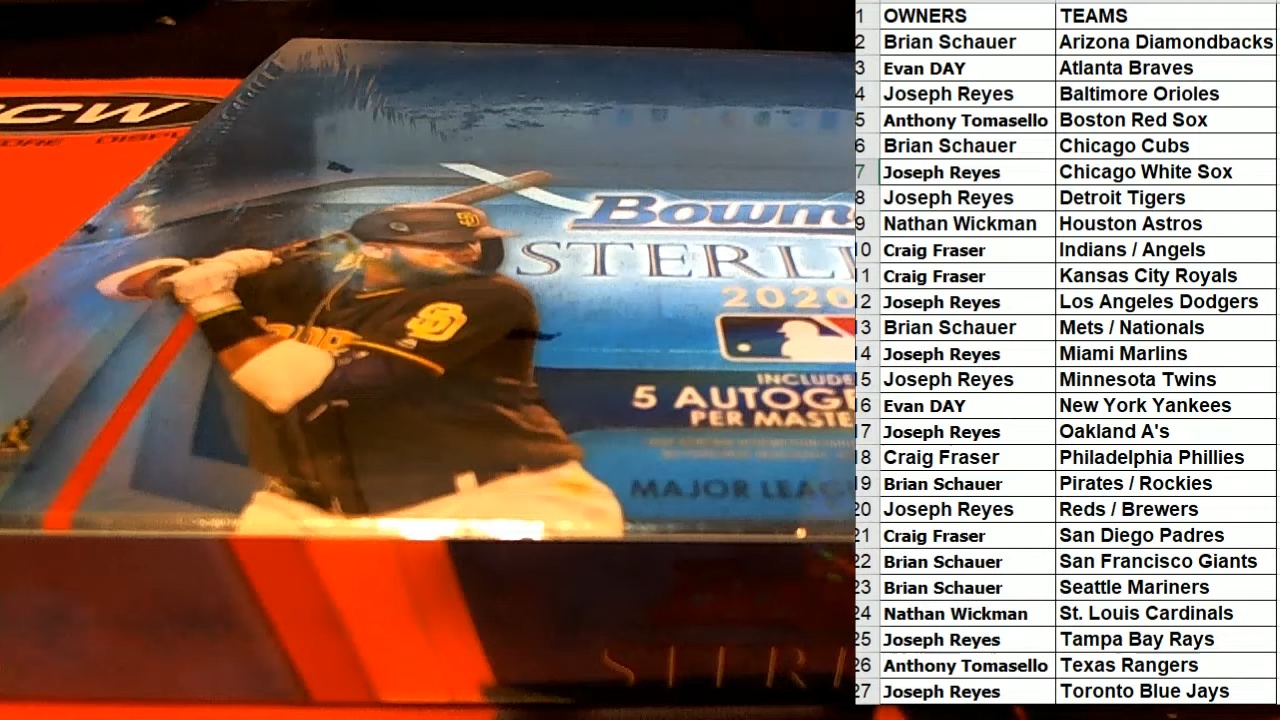 CW
ORE DISPL
SD
SD
Bowm
STERLI
2020
INCLUDE
5 AUTOGR
PER MASTE
MAJOR LEAG
STERI
1 OWNERS TEAMS
2 Brian Schauer Arizona Diamondbacks
3 Evan DAY Atlanta Braves
4 Joseph Reyes Baltimore Orioles
5 Anthony Tomasello Boston Red Sox
6 Brian Schauer Chicago Cubs
7 Joseph Reyes Chicago White Sox
8 Joseph Reyes Detroit Tigers
9 Nathan Wickman Houston Astros
10 Craig Fraser Indians / Angels
11 Craig Fraser Kansas City Royals
12 Joseph Reyes Los Angeles Dodgers
13 Brian Schauer Mets / Nationals
14 Joseph Reyes Miami Marlins
15 Joseph Reyes Minnesota Twins
16 Evan DAY New York Yankees
17 Joseph Reyes Oakland A's
18 Craig Fraser Philadelphia Phillies
19 Brian Schauer Pirates / Rockies
20 Joseph Reyes Reds / Brewers
21 Craig Fraser San Diego Padres
22 Brian Schauer San Francisco Giants
23 Brian Schauer Seattle Mariners
24 Nathan Wickman St. Louis Cardinals
25 Joseph Reyes Tampa Bay Rays
26 Anthony Tomasello Texas Rangers
27 Joseph Reyes Toronto Blue Jays